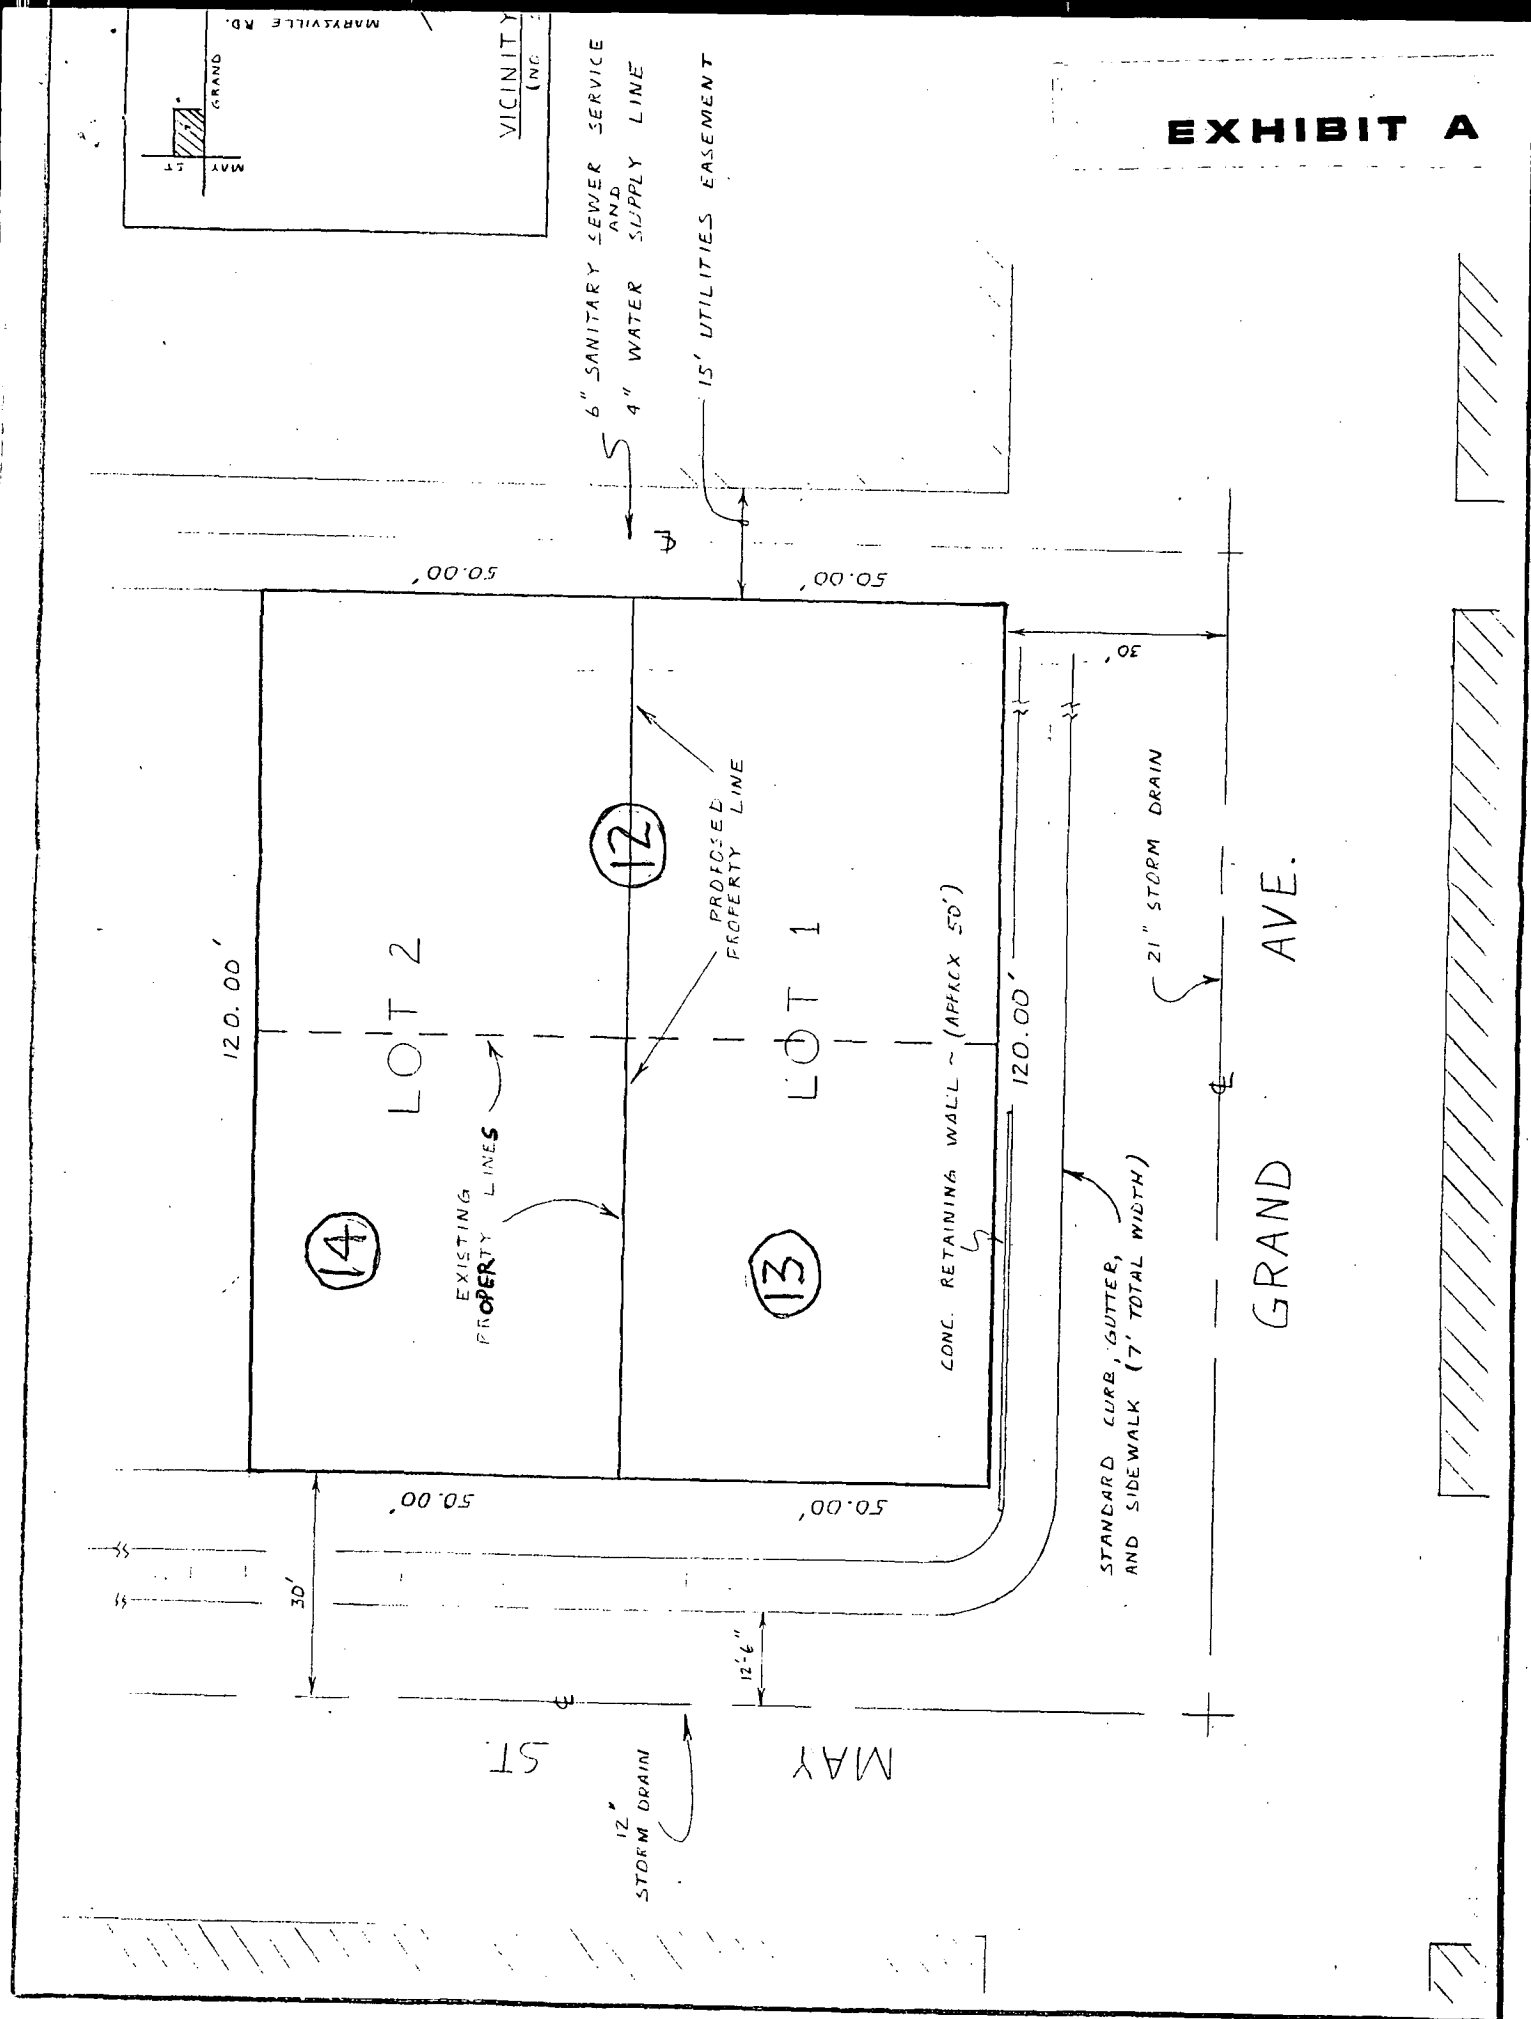 EXHIBIT A
MARYSVILLE RD.
GRAND
MAY
ST
VICINITY
6" SANITARY SEWER SERVICE
AND
4" WATER SUPPLY LINE
15' UTILITIES EASEMENT
50.00'
50.00'
30'
120.00'
LOT 2
12
PROPOSED
PROPERTY LINE
LOT 1
EXISTING
PROPERTY LINES
14
13
CONC. RETAINING WALL ~ (APPROX 50')
120.00'
21" STORM DRAIN
GRAND AVE.
STANDARD CURB, GUTTER,
AND SIDEWALK (7' TOTAL WIDTH)
50.00'
50.00'
30'
12'-6"
MAY ST.
12"
STORM DRAIN